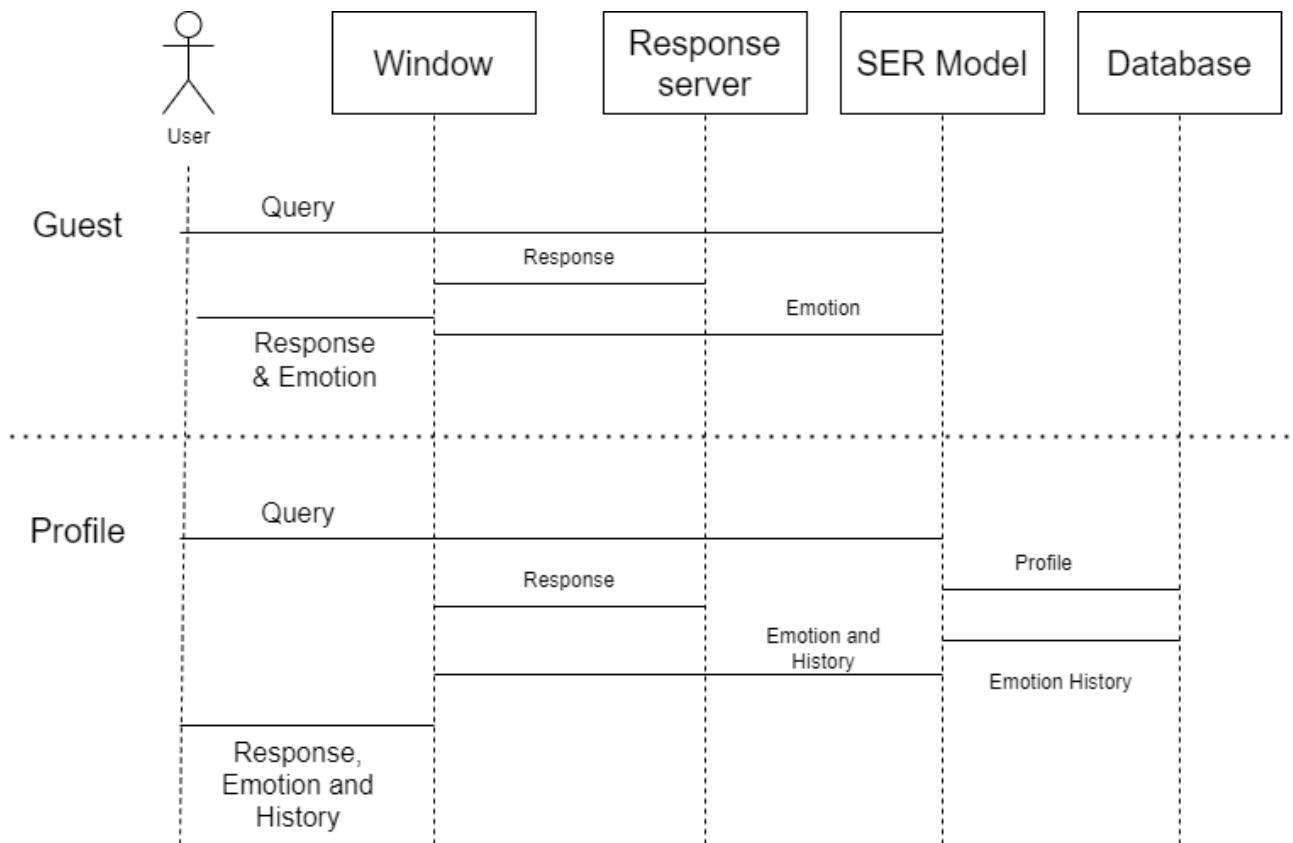 User
Window
Response
server
SER Model
Database
Guest
Query
Response
Emotion
Response
& Emotion
Profile
Query
Profile
Response
Emotion and
History
Emotion History
Response,
Emotion and
History